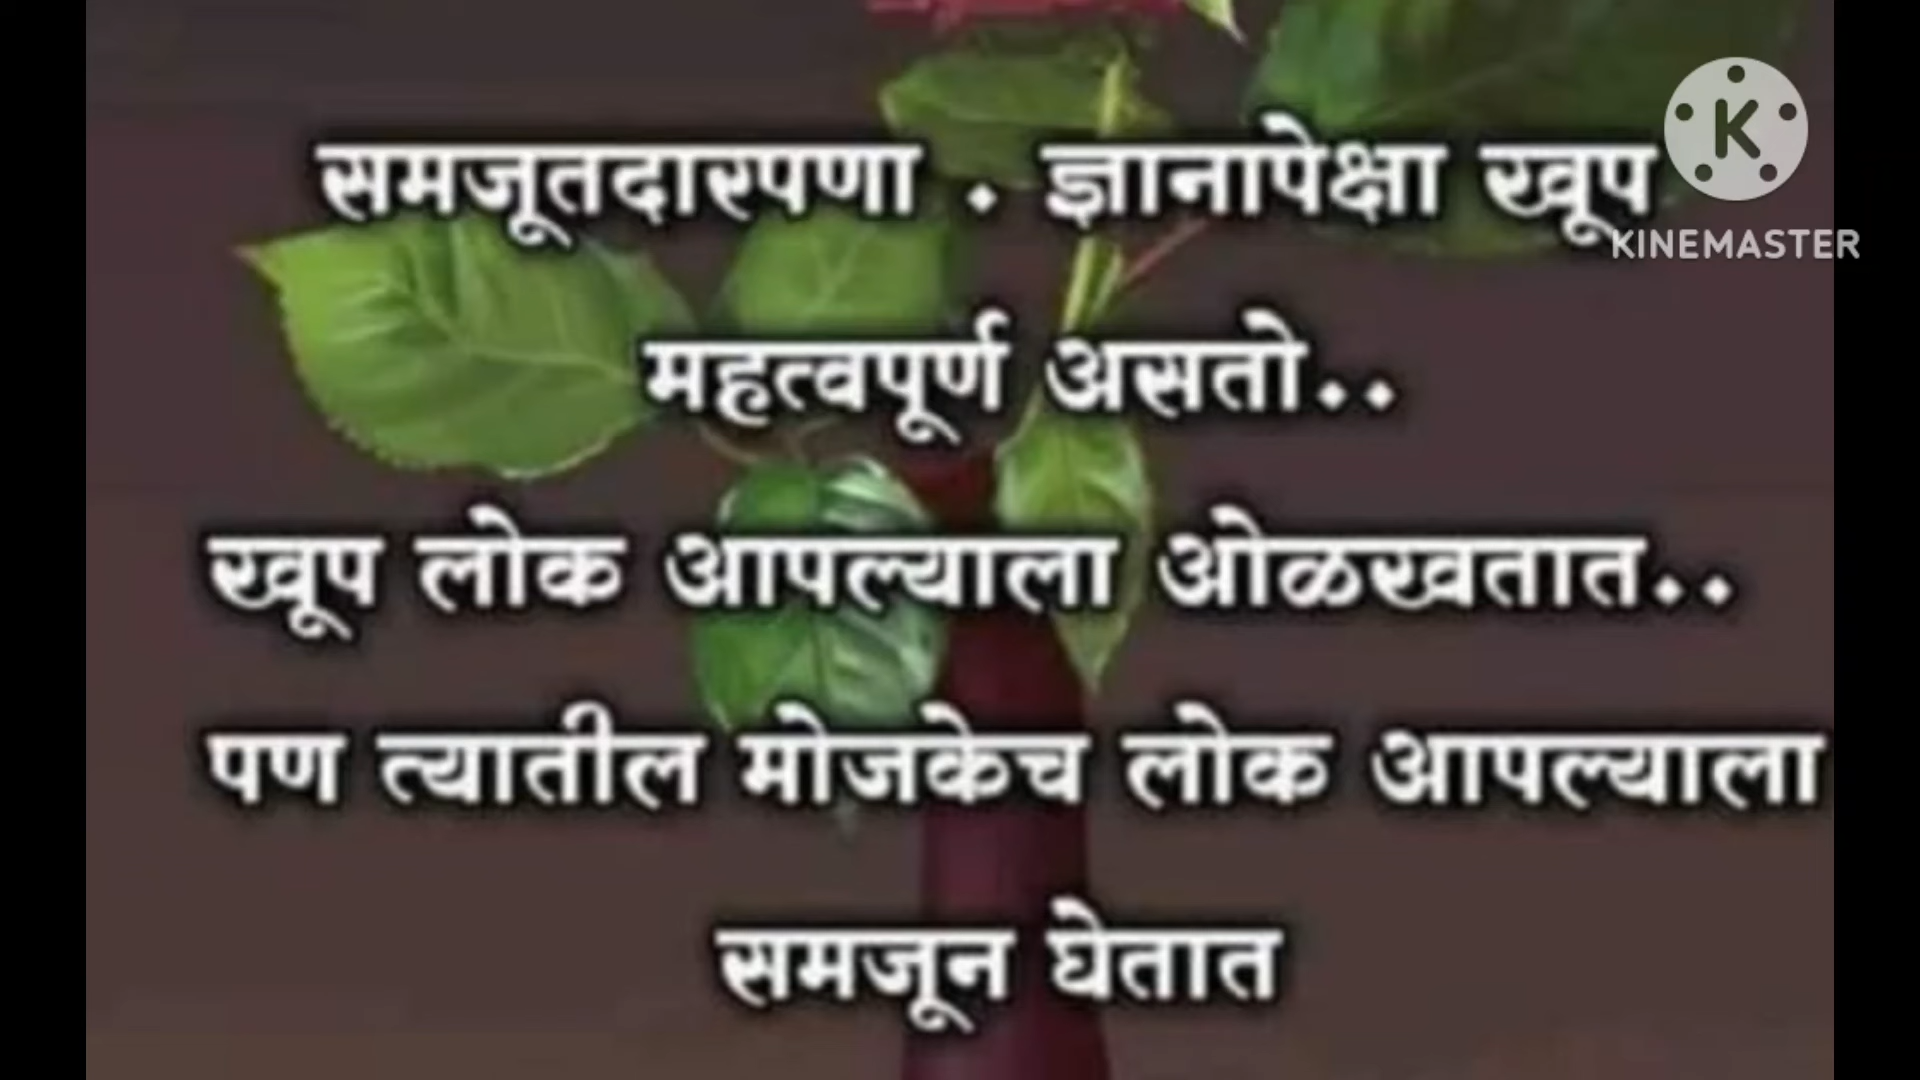 समजूतदारपणा . ज्ञानापेक्षा खूप
KINEMASTER
महत्वपूर्ण असतो..
खूप लोक आपल्याला ओळखतात..
पण त्यातील मोजकेच लोक आपल्याला
समजून घेतात